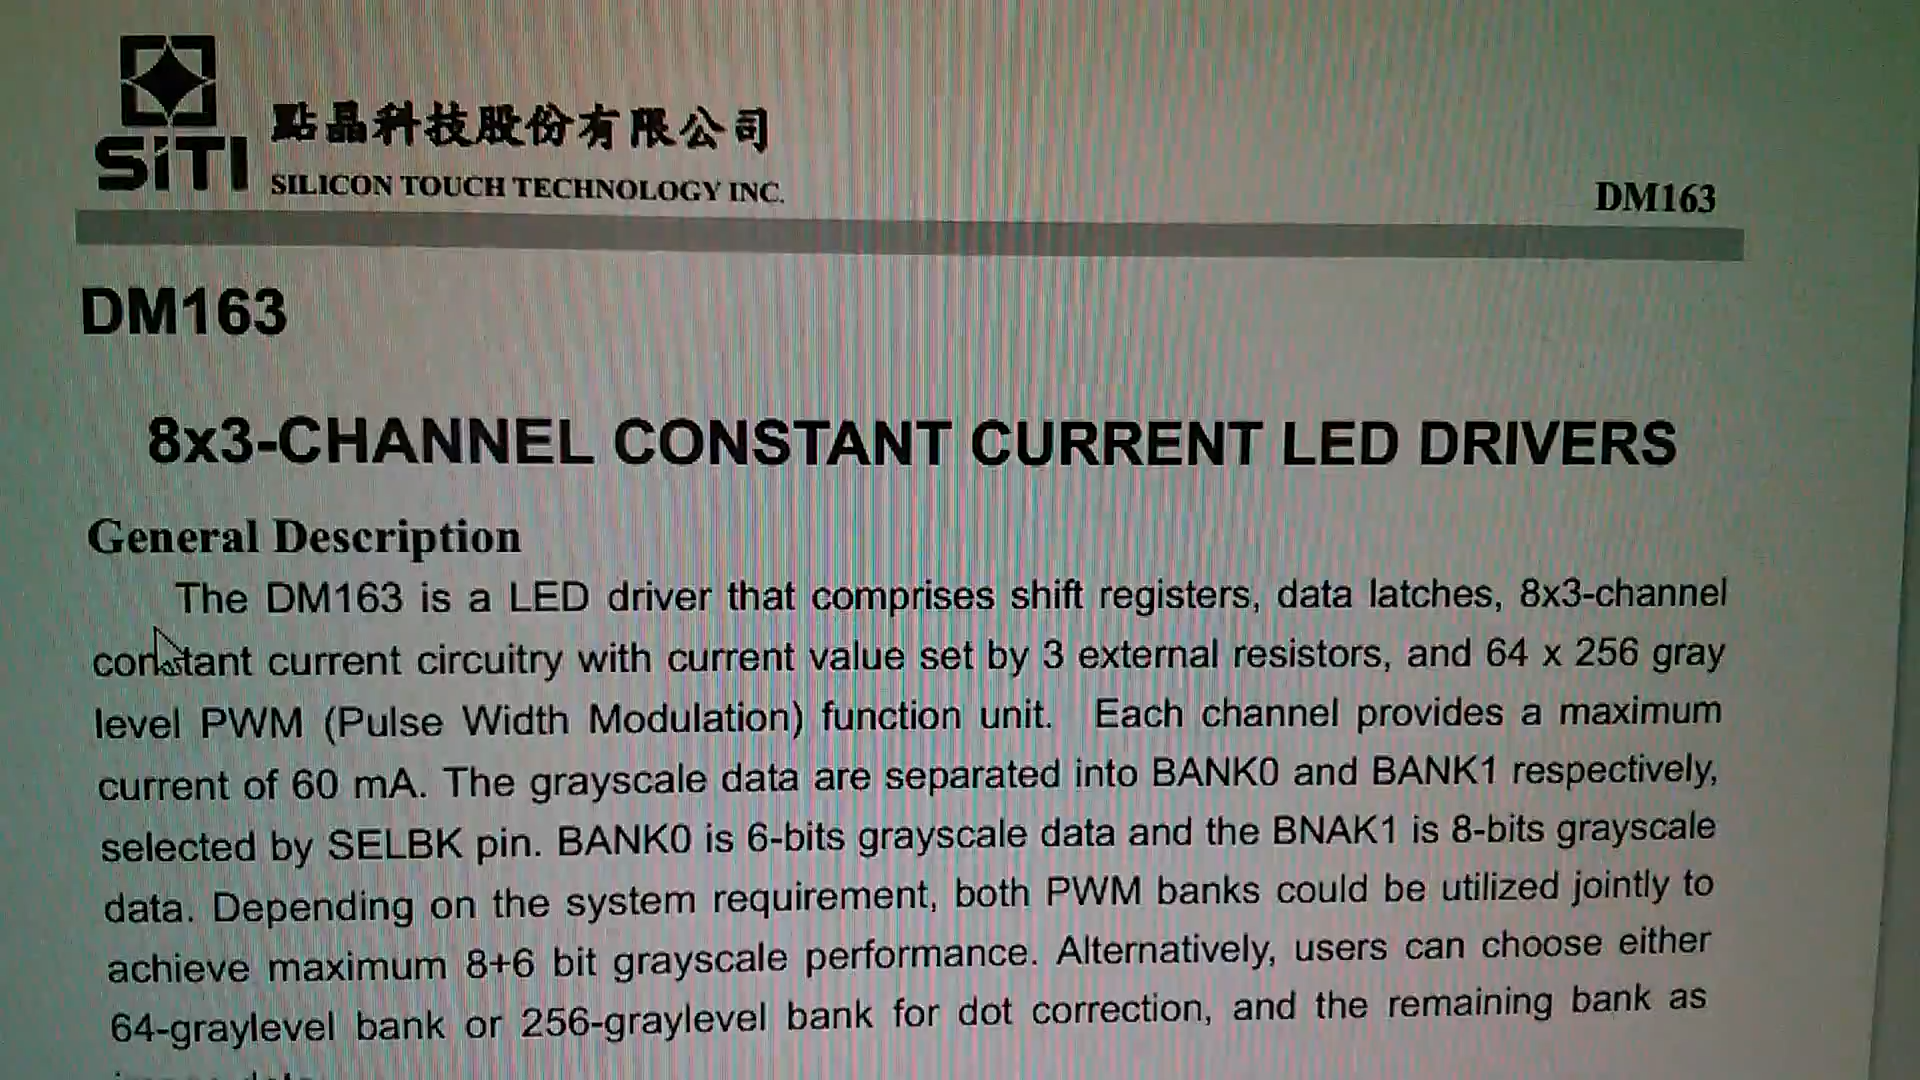 SiTI
點晶科技股份有限公司
SILICON TOUCH TECHNOLOGY INC.
DM163
DM163
8x3-CHANNEL CONSTANT CURRENT LED DRIVERS
General Description
The DM163 is a LED driver that comprises shift registers, data latches, 8x3-channel
constant current circuitry with current value set by 3 external resistors, and 64 x 256 gray
level PWM (Pulse Width Modulation) function unit. Each channel provides a maximum
current of 60 mA. The grayscale data are separated into BANK0 and BANK1 respectively,
selected by SELBK pin. BANK0 is 6-bits grayscale data and the BNAK1 is 8-bits grayscale
data. Depending on the system requirement, both PWM banks could be utilized jointly to
achieve maximum 8+6 bit grayscale performance. Alternatively, users can choose either
64-graylevel bank or 256-graylevel bank for dot correction, and the remaining bank as